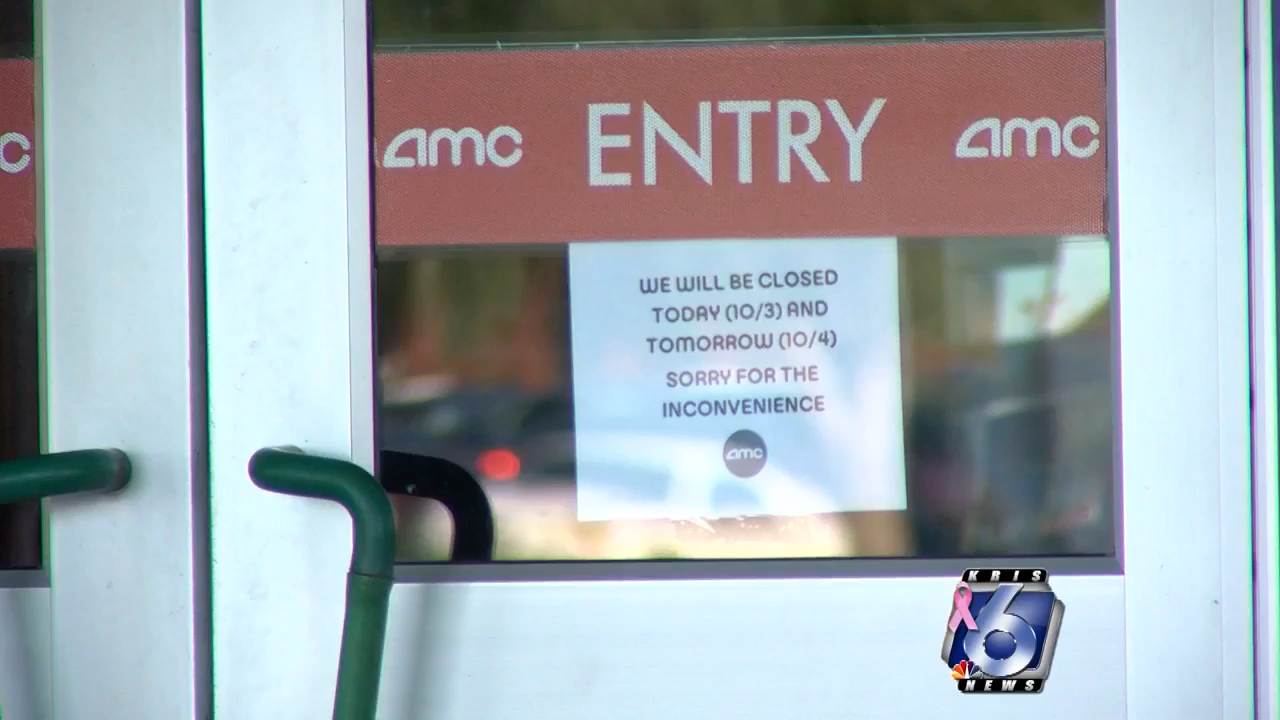 amc ENTRY amc
c
WE WILL BE CLOSED
TODAY (10/3) AND
TOMORROW (10/4)
SORRY FOR THE
INCONVENIENCE
amc
KRIS
6
NEWS